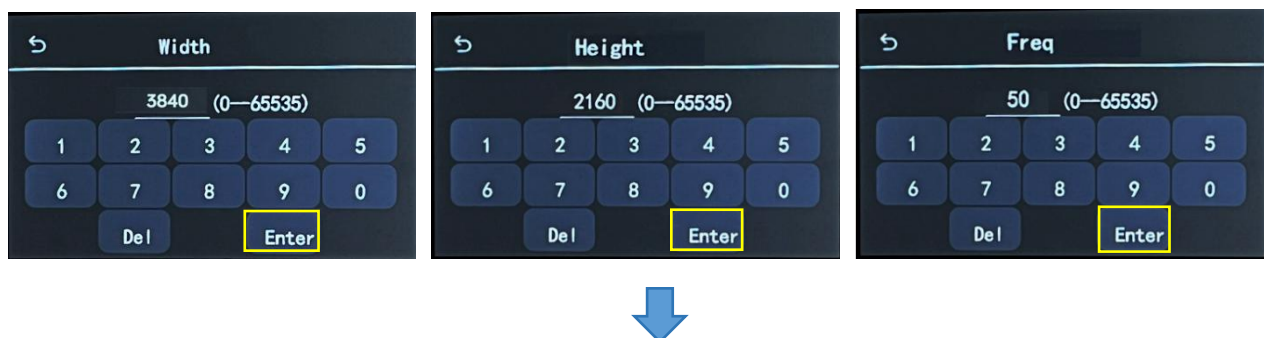 Width
3840 (0—65535)
1 2 3 4 5
6 7 8 9 0
Del Enter
Height
2160 (0—65535)
1 2 3 4 5
6 7 8 9 0
Del Enter
Freq
50 (0—65535)
1 2 3 4 5
6 7 8 9 0
Del Enter